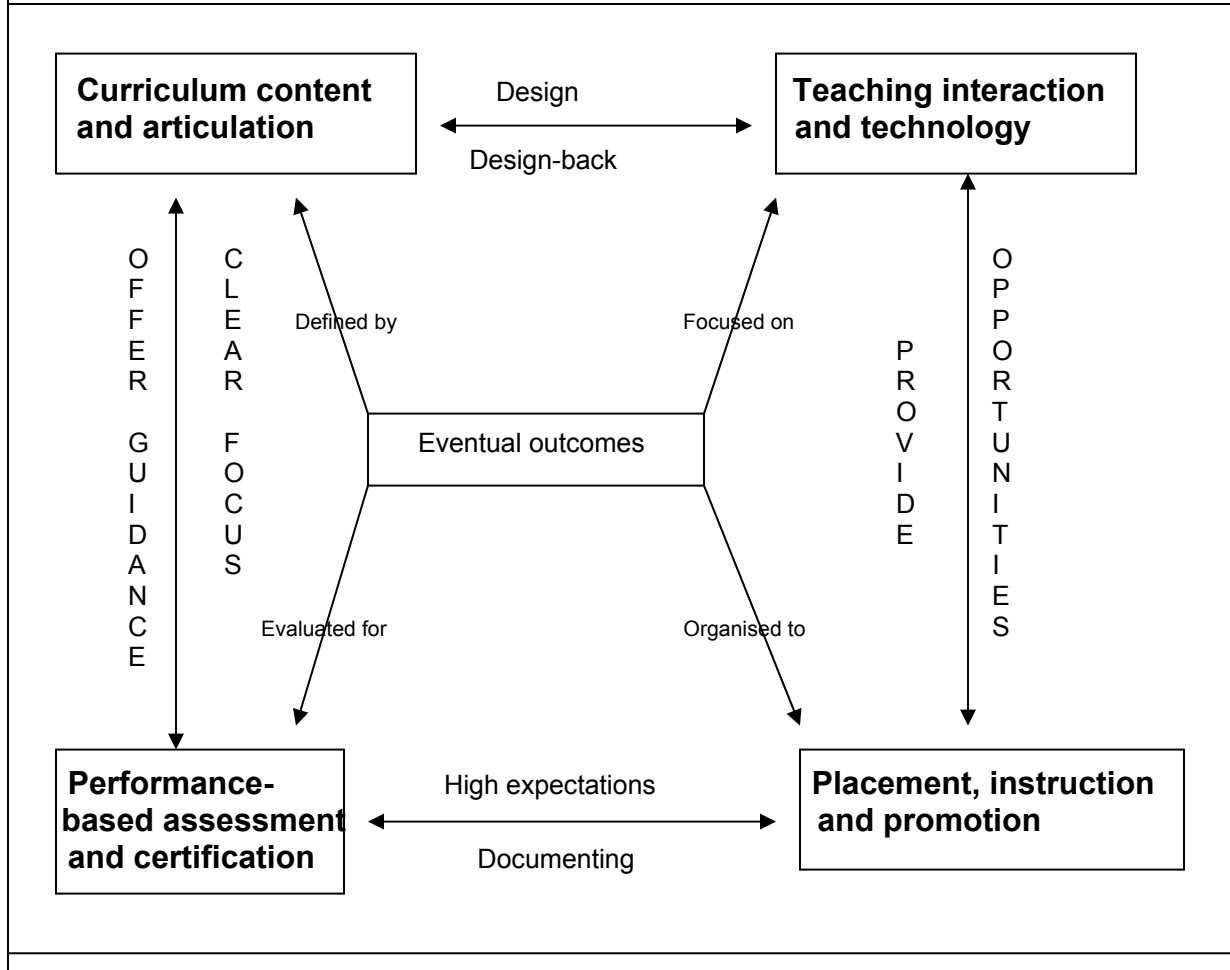 Curriculum content
and articulation
Design
Design-back
Teaching interaction
and technology
OFFER GUIDANCE
CLEAR FOCUS
Defined by
Focused on
PROVIDE
OPPORTUNITIES
Eventual outcomes
Evaluated for
Organised to
Performance-
based assessment
and certification
High expectations
Documenting
Placement, instruction
and promotion